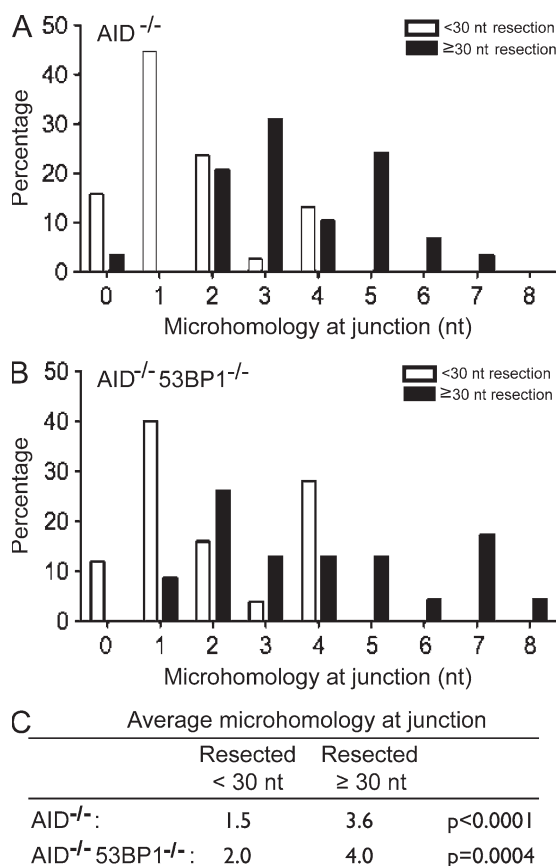 A
AID -/-
<30 nt resection
≥30 nt resection
Percentage
50
40
30
20
10
0
0 1 2 3 4 5 6 7 8
Microhomology at junction (nt)
B
AID-/- 53BP1-/-
<30 nt resection
≥30 nt resection
Percentage
50
40
30
20
10
0
0 1 2 3 4 5 6 7 8
Microhomology at junction (nt)
C Average microhomology at junction
Resected Resected
< 30 nt ≥ 30 nt
AID-/-: 1.5 3.6 p<0.0001
AID-/- 53BP1-/-: 2.0 4.0 p=0.0004